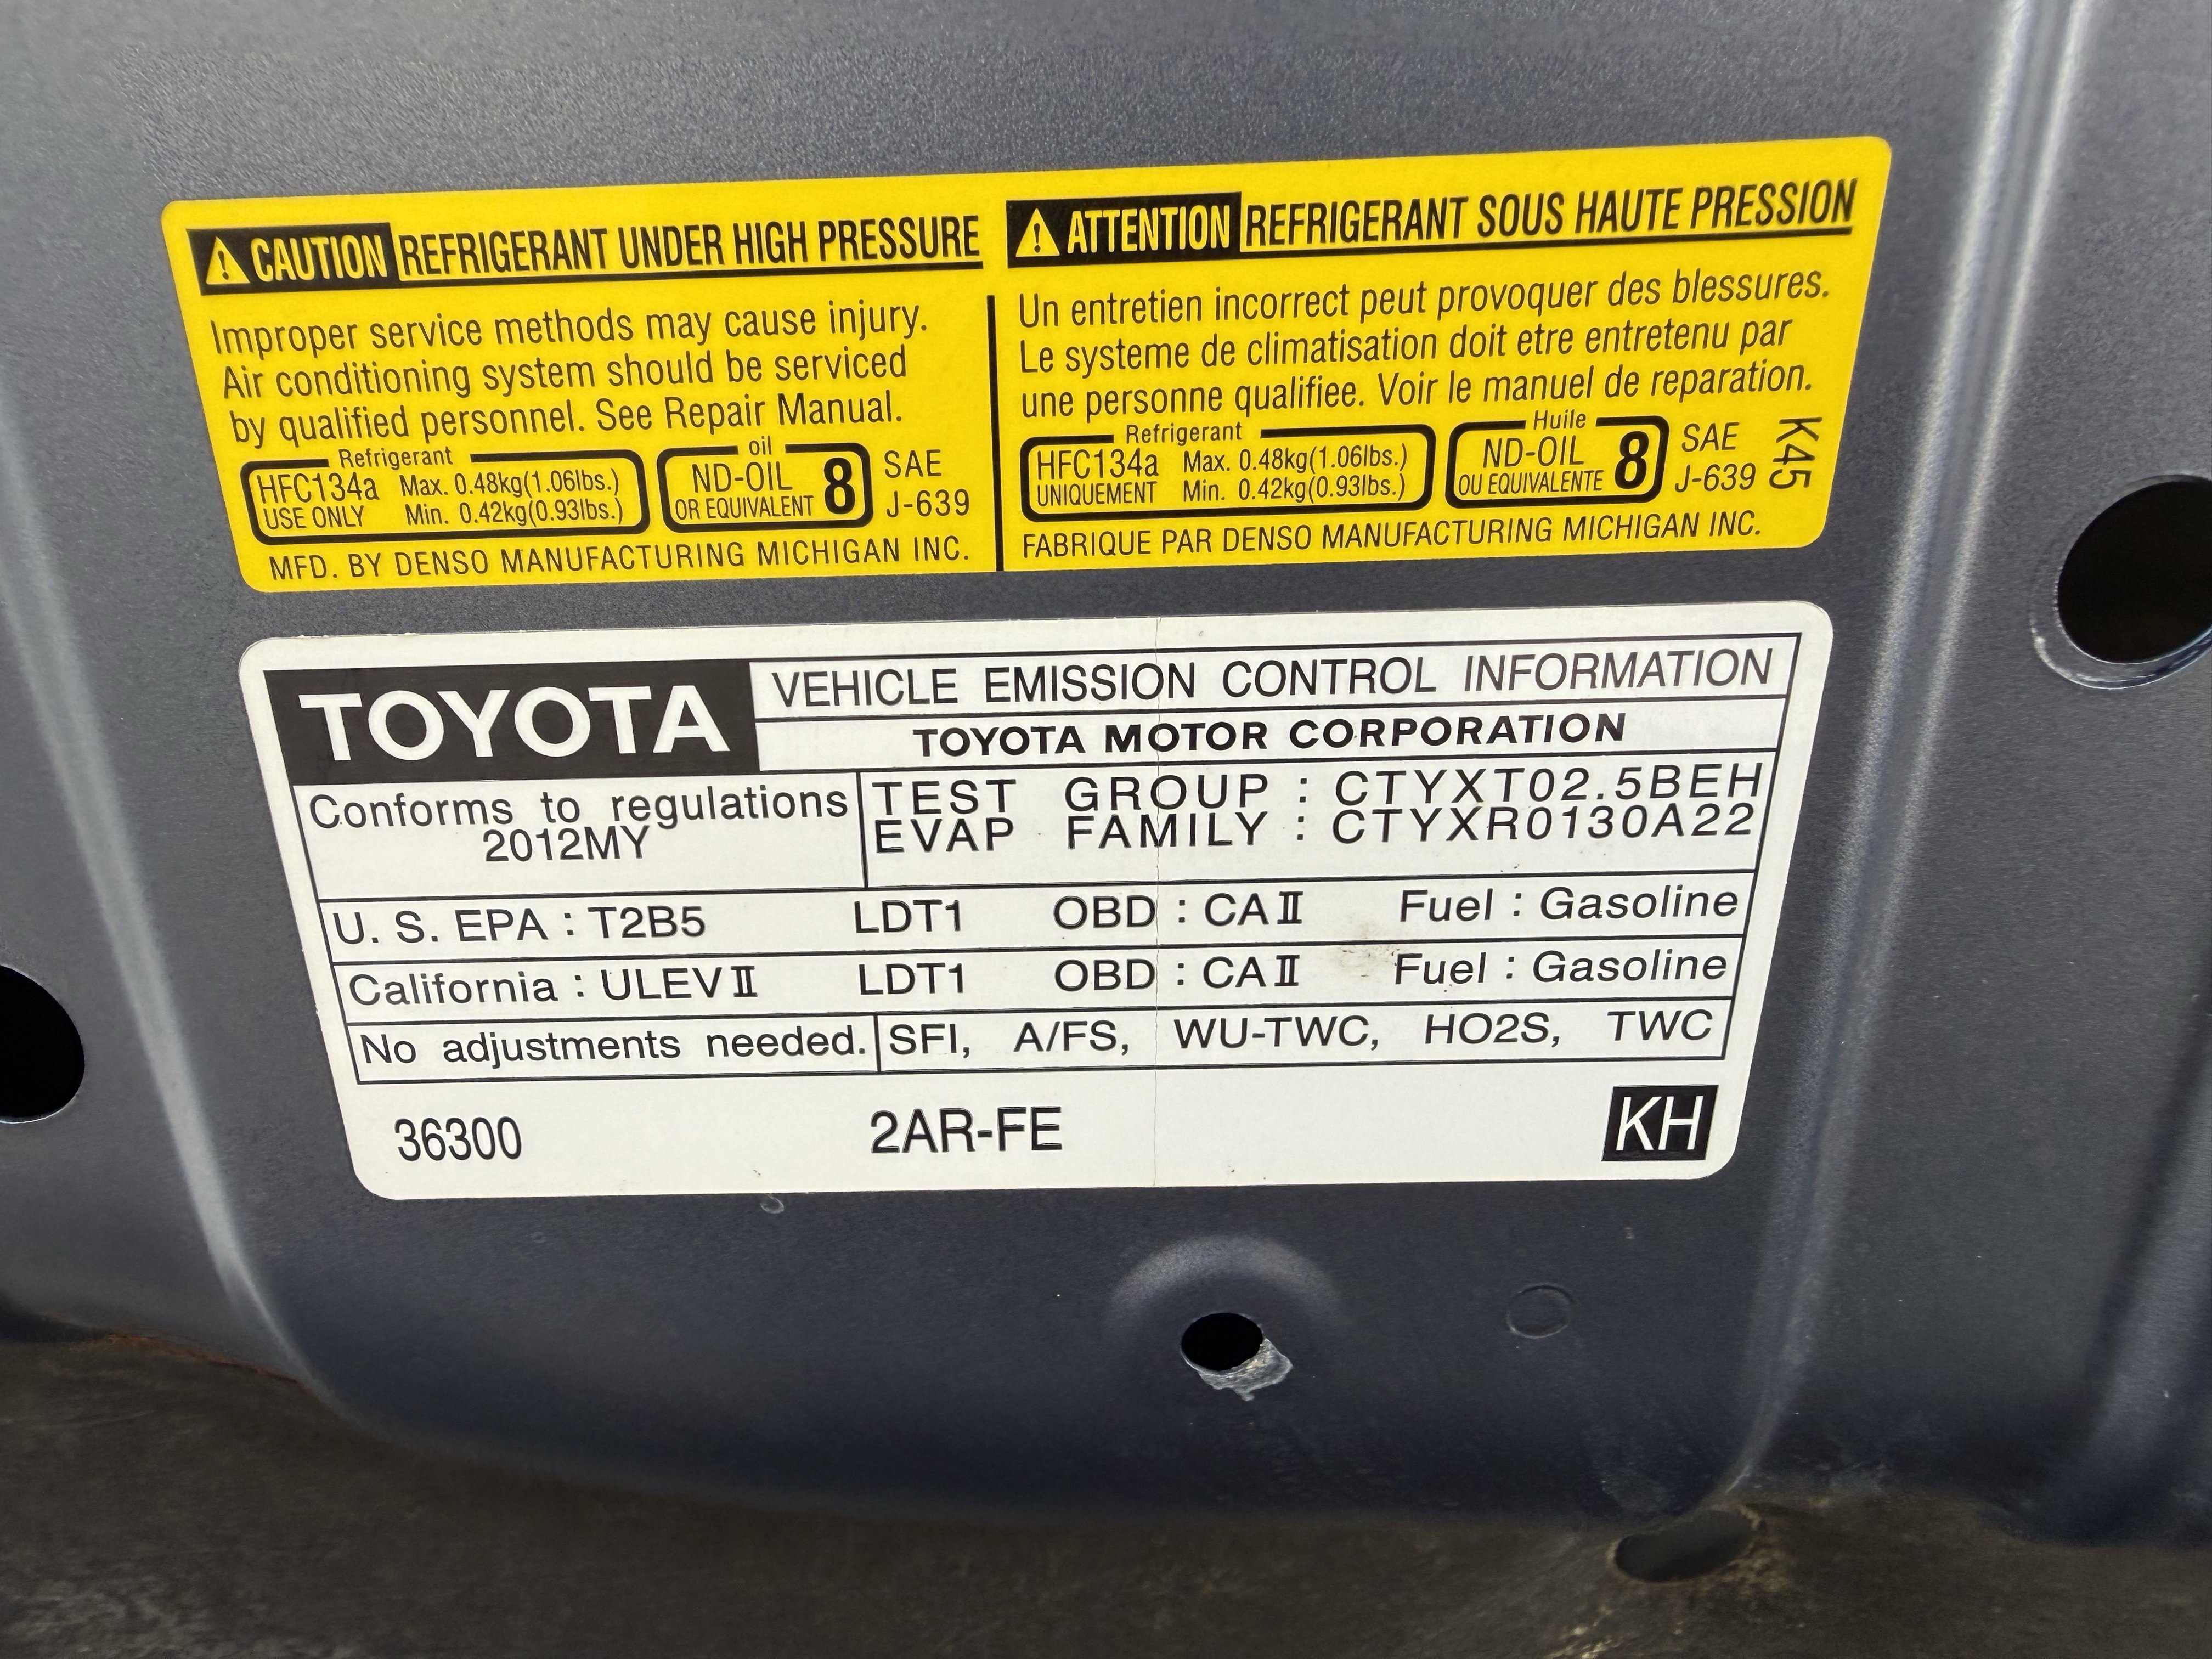 CAUTION REFRIGERANT UNDER HIGH PRESSURE
Improper service methods may cause injury.
Air conditioning system should be serviced
by qualified personnel. See Repair Manual.
Refrigerant
HFC134a Max. 0.48kg(1.06lbs.)
USE ONLY Min. 0.42kg(0.93lbs.)
oil
ND-OIL 8
OR EQUIVALENT
SAE
J-639
MFD. BY DENSO MANUFACTURING MICHIGAN INC.
ATTENTION REFRIGERANT SOUS HAUTE PRESSION
Un entretien incorrect peut provoquer des blessures.
Le systeme de climatisation doit etre entretenu par
une personne qualifiee. Voir le manuel de reparation.
Refrigerant
HFC134a Max. 0.48kg(1.06lbs.)
UNIQUEMENT Min. 0.42kg(0.93lbs.)
Huile
ND-OIL 8
OU EQUIVALENTE
SAE
J-639
K45
FABRIQUE PAR DENSO MANUFACTURING MICHIGAN INC.
TOYOTA
VEHICLE EMISSION CONTROL INFORMATION
TOYOTA MOTOR CORPORATION
Conforms to regulations
2012MY
TEST GROUP : CTYXT02.5BEH
EVAP FAMILY : CTYXR0130A22
U. S. EPA : T2B5 LDT1 OBD : CAⅡ Fuel : Gasoline
California : ULEVⅡ LDT1 OBD : CAⅡ Fuel : Gasoline
No adjustments needed. SFI, A/FS, WU-TWC, HO2S, TWC
36300 2AR-FE KH